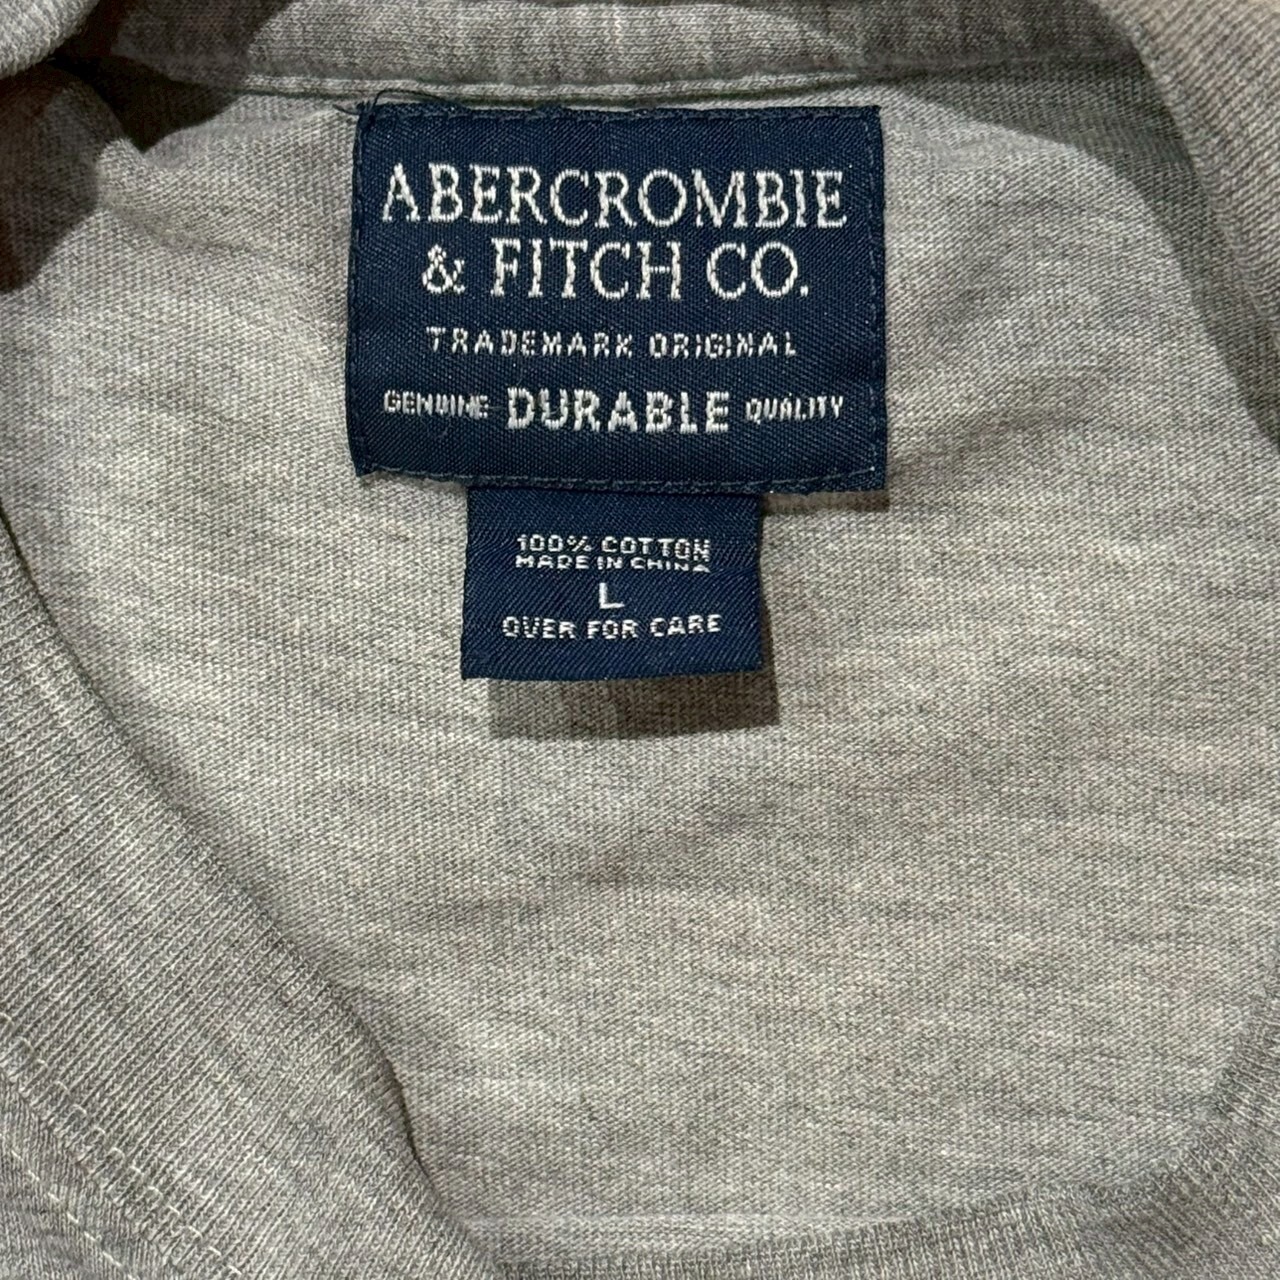 ABERCROMBIE
& FITCH CO.
TRADEMARK ORIGINAL
GENUINE DURABLE QUALITY
100% COTTON
MADE IN CHINA
L
OVER FOR CARE